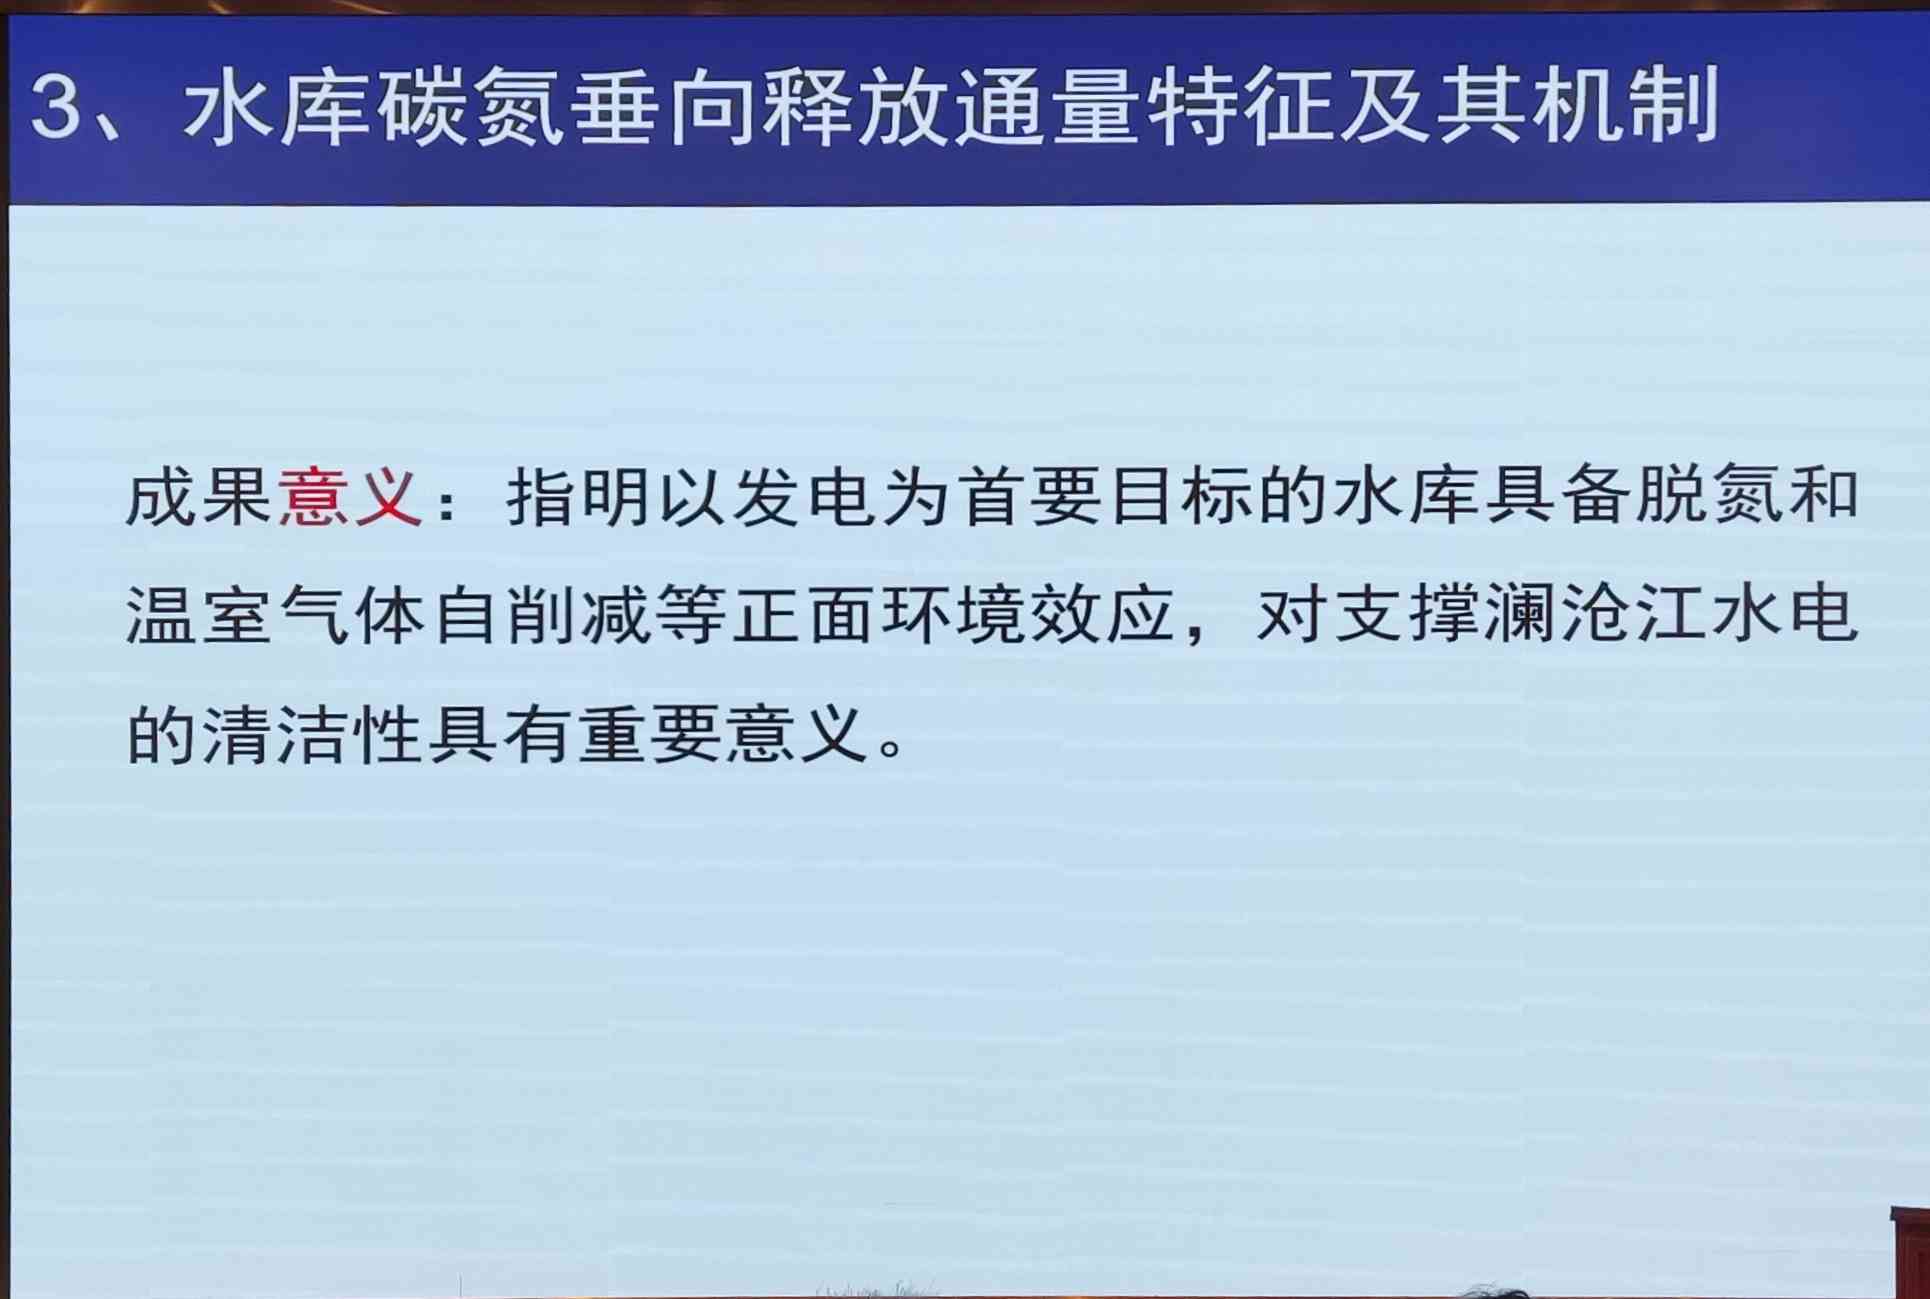 3、水库碳氮垂向释放通量特征及其机制
成果意义：指明以发电为首要目标的水库具备脱氮和
温室气体自削减等正面环境效应，对支撑澜沧江水电
的清洁性具有重要意义。